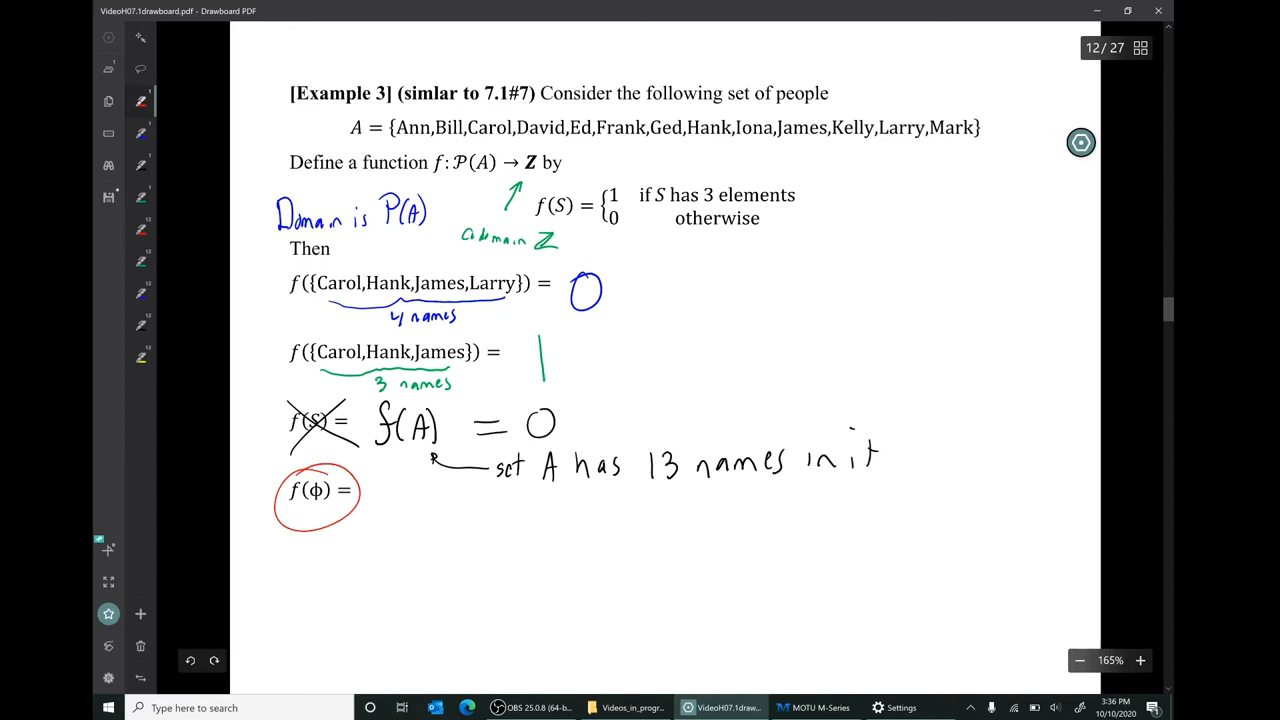 VideoH07.1drawboard.pdf - Drawboard PDF
12 / 27
[Example 3] (simlar to 7.1#7) Consider the following set of people
A = {Ann,Bill,Carol,David,Ed,Frank,Ged,Hank,Iona,James,Kelly,Larry,Mark}
Define a function f: 𝒫(A) → Z by
f(S) = {1 if S has 3 elements
0 otherwise
Domain is P(A)
codomain Z
Then
f({Carol,Hank,James,Larry}) = 0
4 names
f({Carol,Hank,James}) = 1
3 names
f(S) = f(A) = 0
set A has 13 names in it
f(ϕ) =
165%
Type here to search
OBS 25.0.8 (64-b...
Videos_in_progr...
VideoH07.1draw...
MOTU M-Series
Settings
3:36 PM
10/10/2020